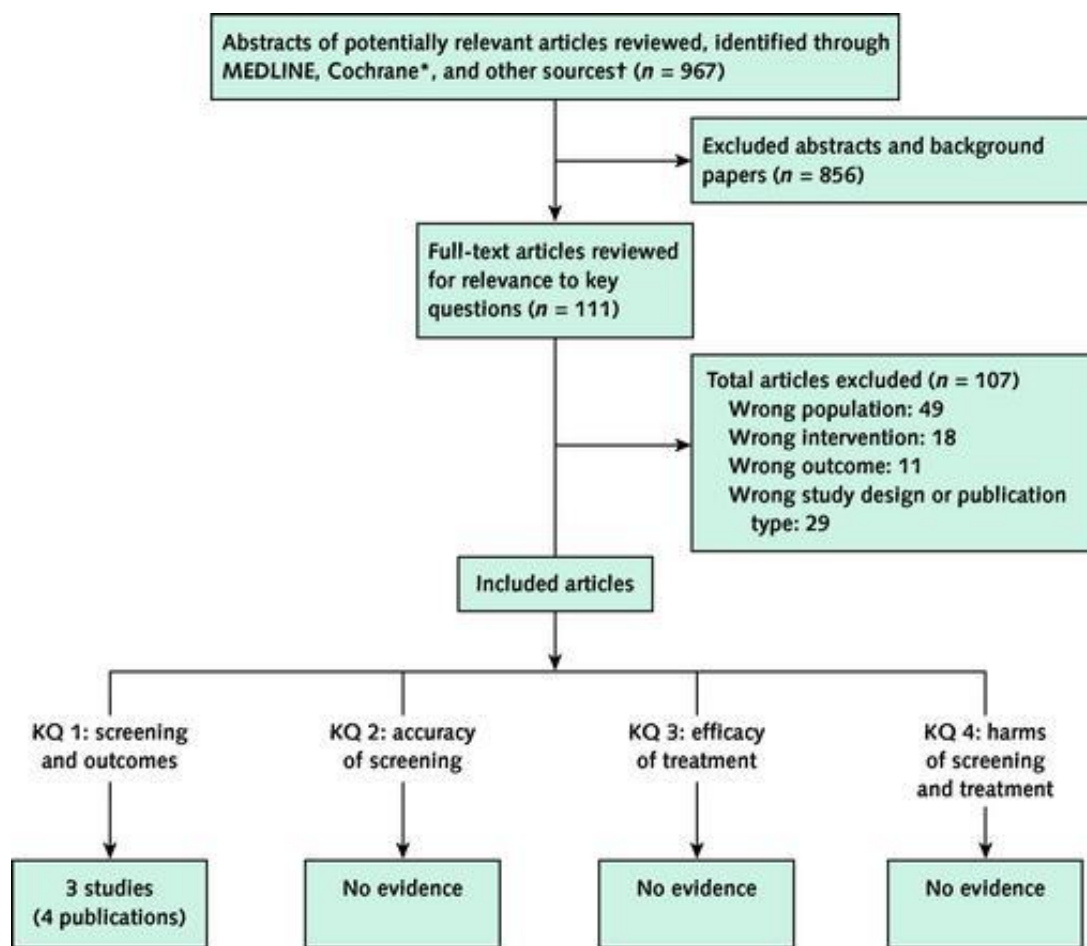 Abstracts of potentially relevant articles reviewed, identified through
MEDLINE, Cochrane*, and other sources† (n = 967)
Excluded abstracts and background
papers (n = 856)
Full-text articles reviewed
for relevance to key
questions (n = 111)
Total articles excluded (n = 107)
Wrong population: 49
Wrong intervention: 18
Wrong outcome: 11
Wrong study design or publication
type: 29
Included articles
KQ 1: screening
and outcomes
KQ 2: accuracy
of screening
KQ 3: efficacy
of treatment
KQ 4: harms
of screening
and treatment
3 studies
(4 publications)
No evidence
No evidence
No evidence